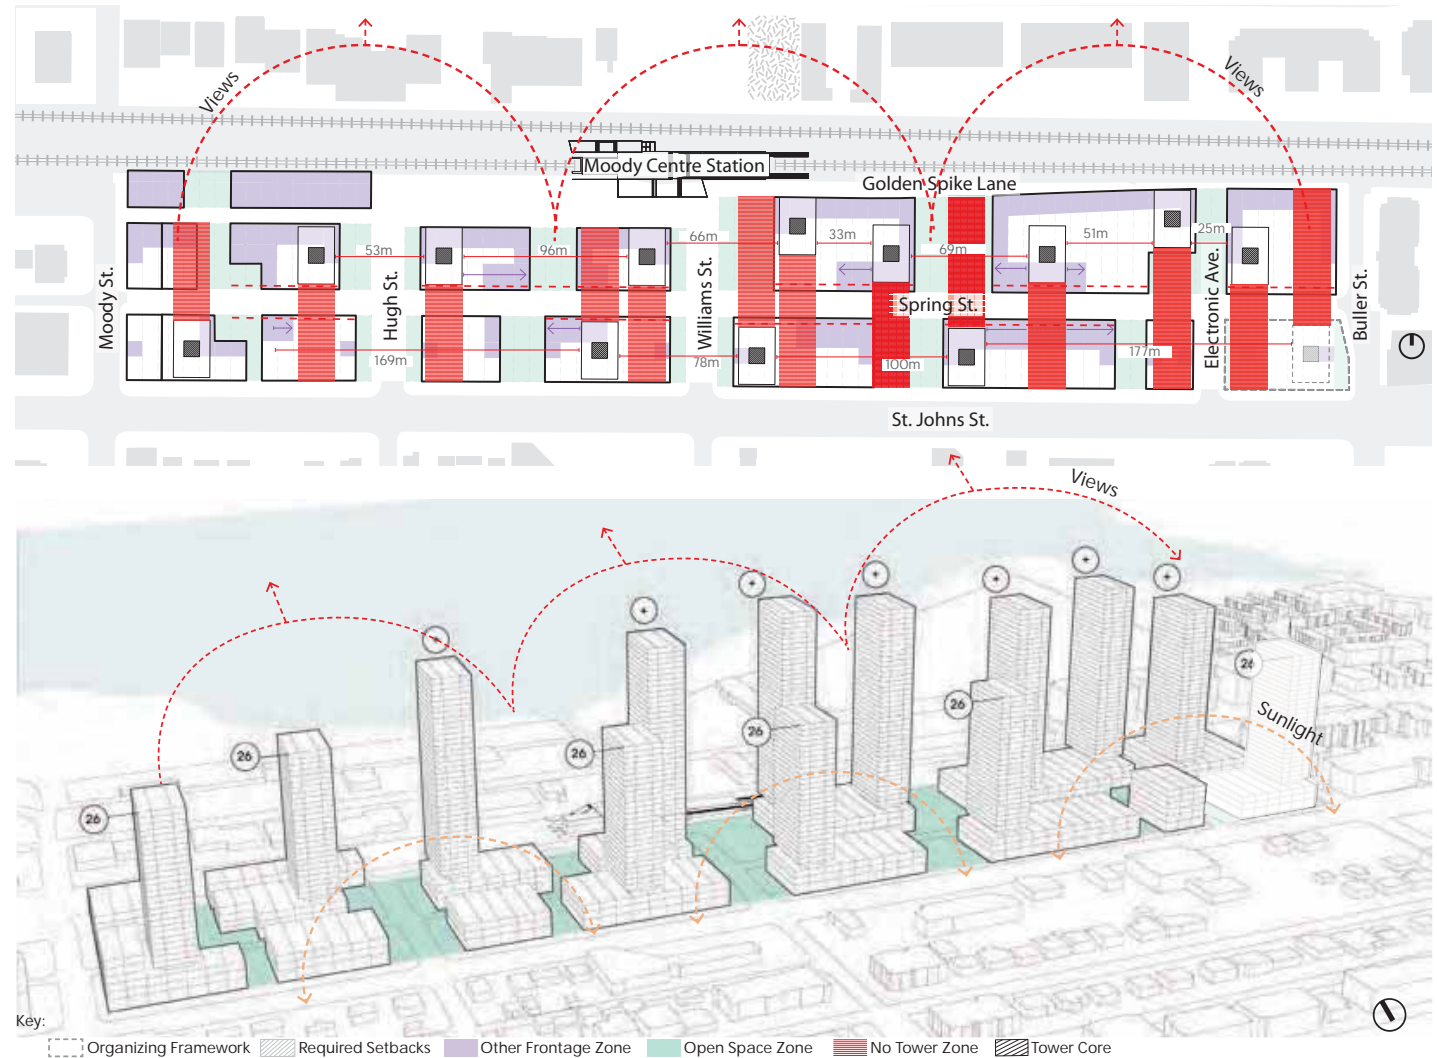 Views
Views
Moody Centre Station
Golden Spike Lane
66m
33m
69m
51m
25m
53m
96m
Moody St.
Hugh St.
Williams St.
Spring St.
Electronic Ave.
Buller St.
169m
78m
100m
177m
St. Johns St.
Views
+
+
+
+
+
+
+
26
26
26
26
26
26
Sunlight
Key:
Organizing Framework
Required Setbacks
Other Frontage Zone
Open Space Zone
No Tower Zone
Tower Core